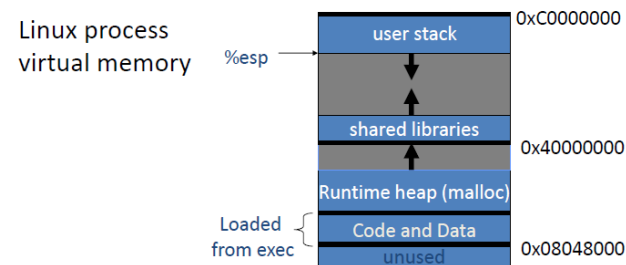 Linux process
virtual memory
0xC0000000
user stack
%esp
shared libraries
0x40000000
Runtime heap (malloc)
Loaded
from exec
Code and Data
0x08048000
unused